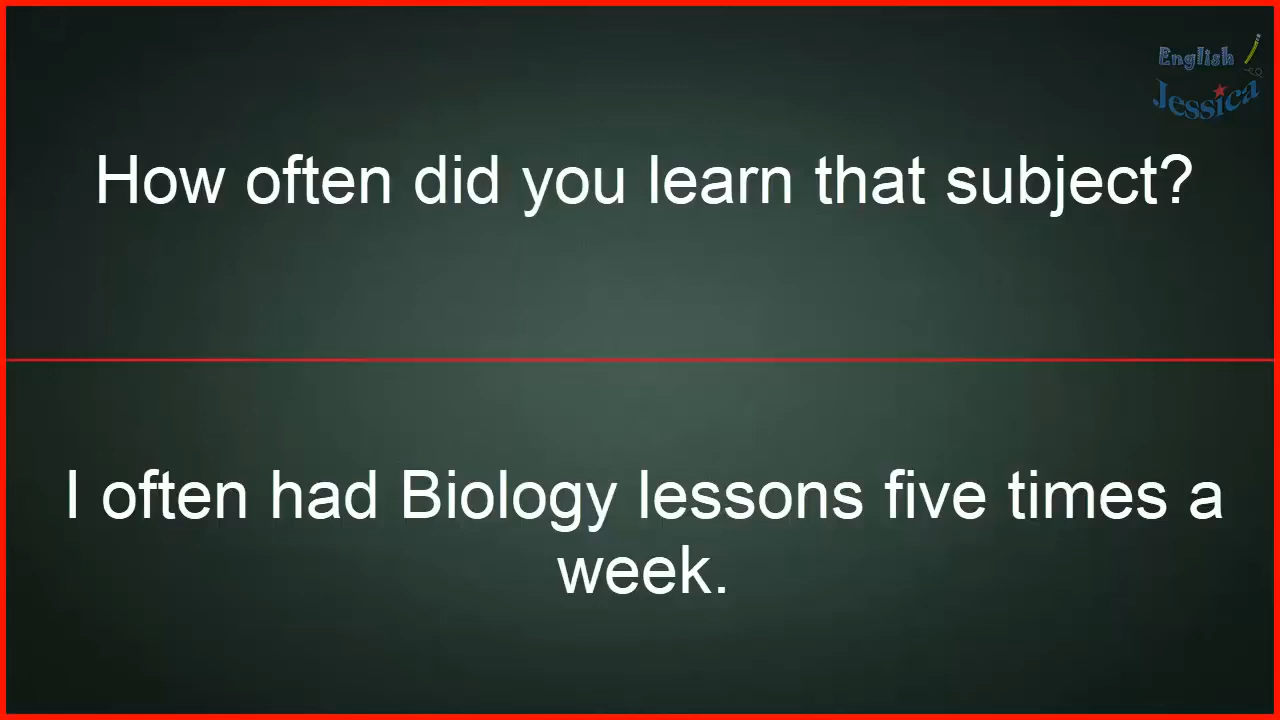 English
Jessica
How often did you learn that subject?
I often had Biology lessons five times a
week.